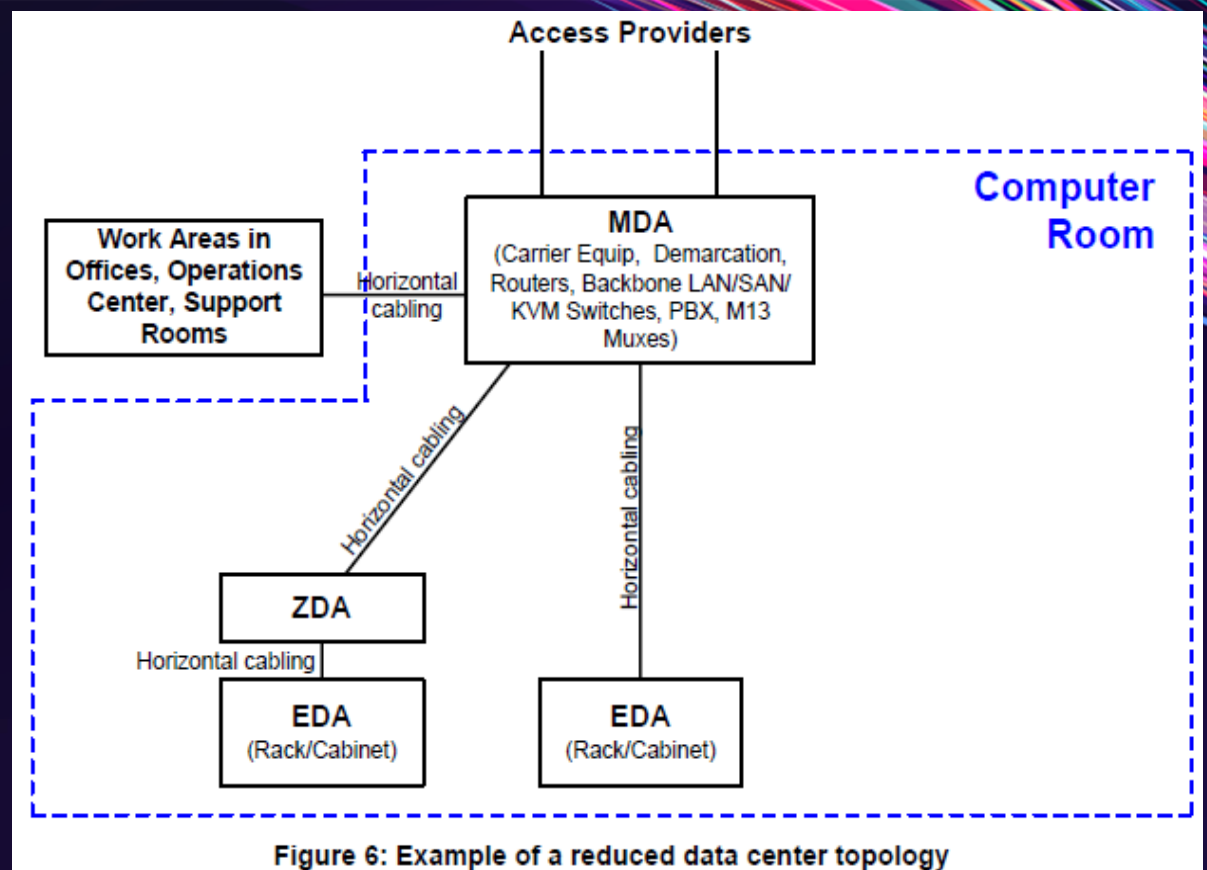 Access Providers
Computer
Room
MDA
(Carrier Equip, Demarcation,
Routers, Backbone LAN/SAN/
KVM Switches, PBX, M13
Muxes)
Work Areas in
Offices, Operations
Center, Support
Rooms
Horizontal
cabling
Horizontal cabling
Horizontal cabling
ZDA
Horizontal cabling
EDA
(Rack/Cabinet)
EDA
(Rack/Cabinet)
Figure 6: Example of a reduced data center topology